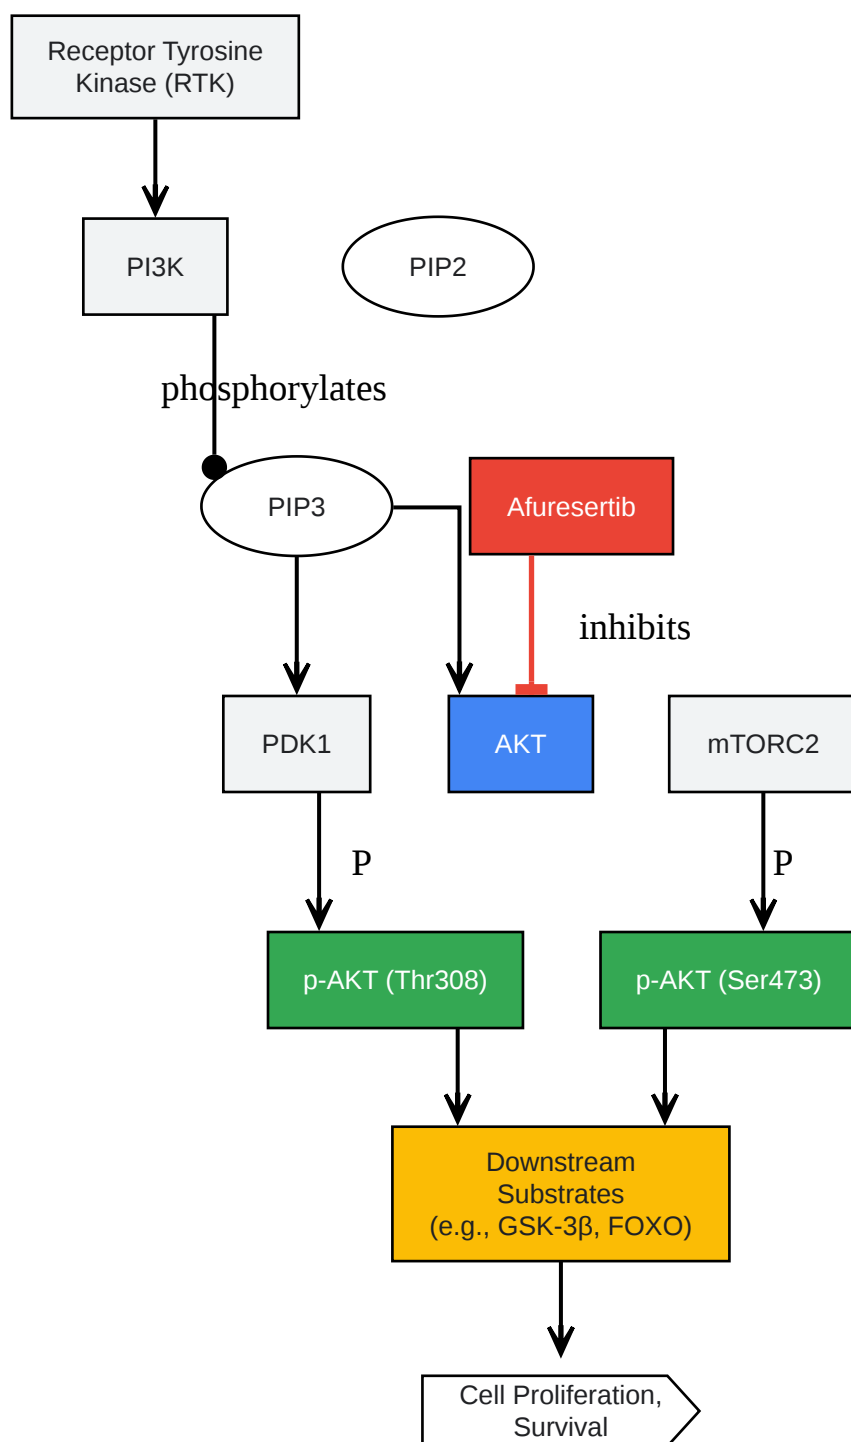 Receptor Tyrosine
Kinase (RTK)
PI3K
PIP2
phosphorylates
PIP3
Afuresertib
inhibits
PDK1
AKT
mTORC2
P
P
p-AKT (Thr308)
p-AKT (Ser473)
Downstream
Substrates
(e.g., GSK-3β, FOXO)
Cell Proliferation,
Survival